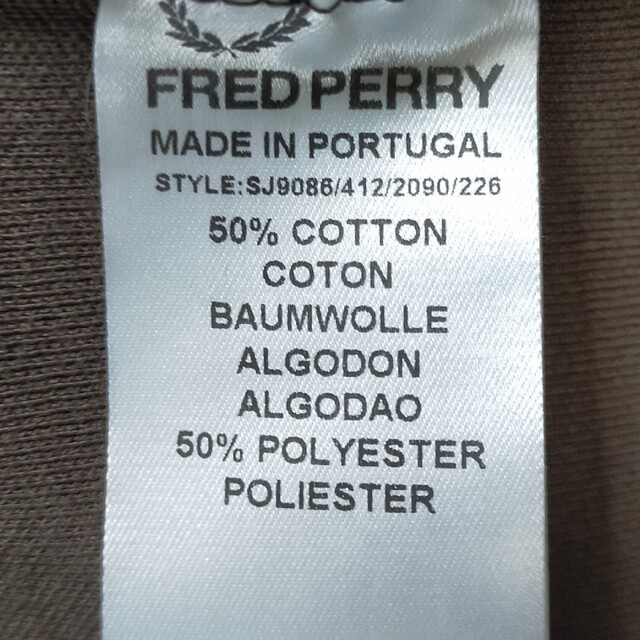 FRED PERRY
MADE IN PORTUGAL
STYLE:SJ9086/412/2090/226
50% COTTON
COTON
BAUMWOLLE
ALGODON
ALGODAO
50% POLYESTER
POLIESTER